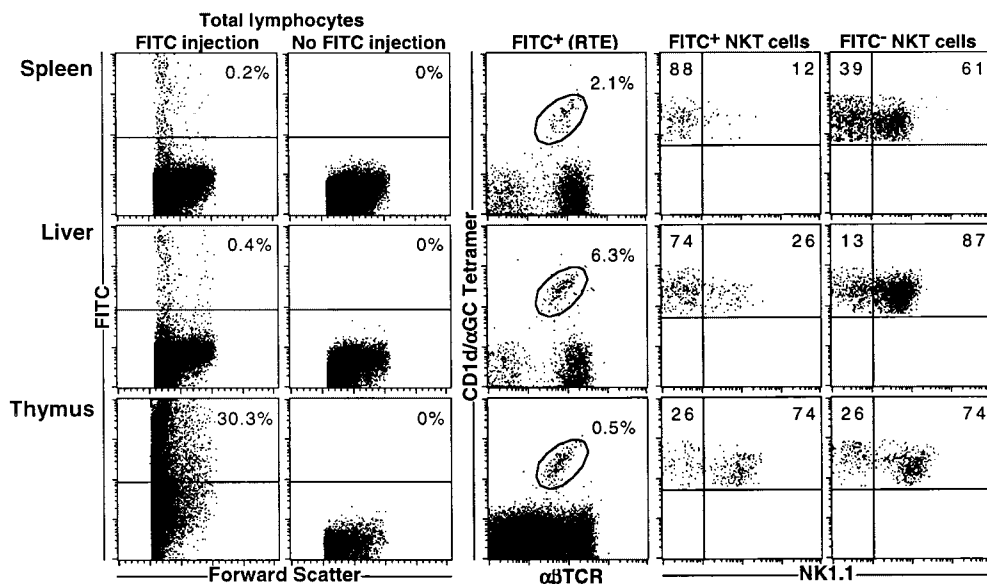 Total lymphocytes
FITC injection No FITC injection FITC+ (RTE) FITC+ NKT cells FITC- NKT cells
Spleen 0.2% 0% 2.1% 88 12 39 61
Liver 0.4% 0% 6.3% 74 26 13 87
Thymus 30.3% 0% 0.5% 26 74 26 74
FITC
CD1d/αGC Tetramer
Forward Scatter αβTCR NK1.1